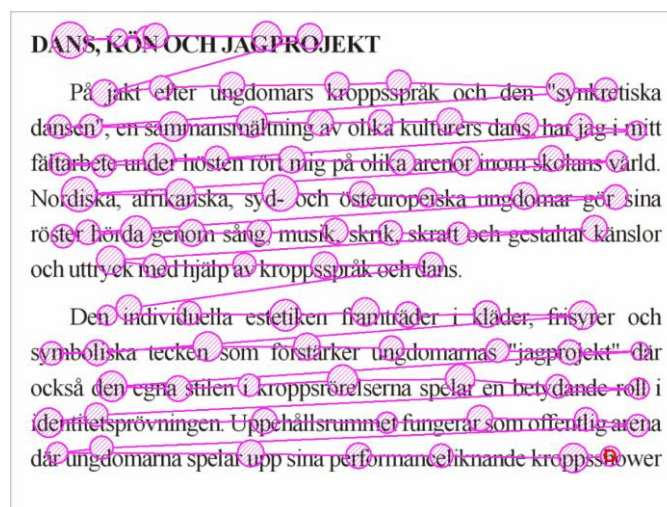 DANS, KÖN OCH JAGPROJEKT
På jakt efter ungdomars kroppsspråk och den "synkretiska
dansen", en sammansmältning av olika kulturers dans, har jag i mitt
fältarbete under hösten rört mig på olika arenor inom skolans värld.
Nordiska, afrikanska, syd- och östeuropeiska ungdomar gör sina
röster hörda genom sång, musik, skrik, skratt och gestaltar känslor
och uttryck med hjälp av kroppsspråk och dans.
Den individuella estetiken framträder i kläder, frisyrer och
symboliska tecken som förstärker ungdomarnas "jagprojekt" där
också den egna stilen i kroppsrörelserna spelar en betydande roll i
identitetsprövningen. Uppehållsrummet fungerar som offentlig arena
där ungdomarna spelar upp sina performanceliknande kroppsshower